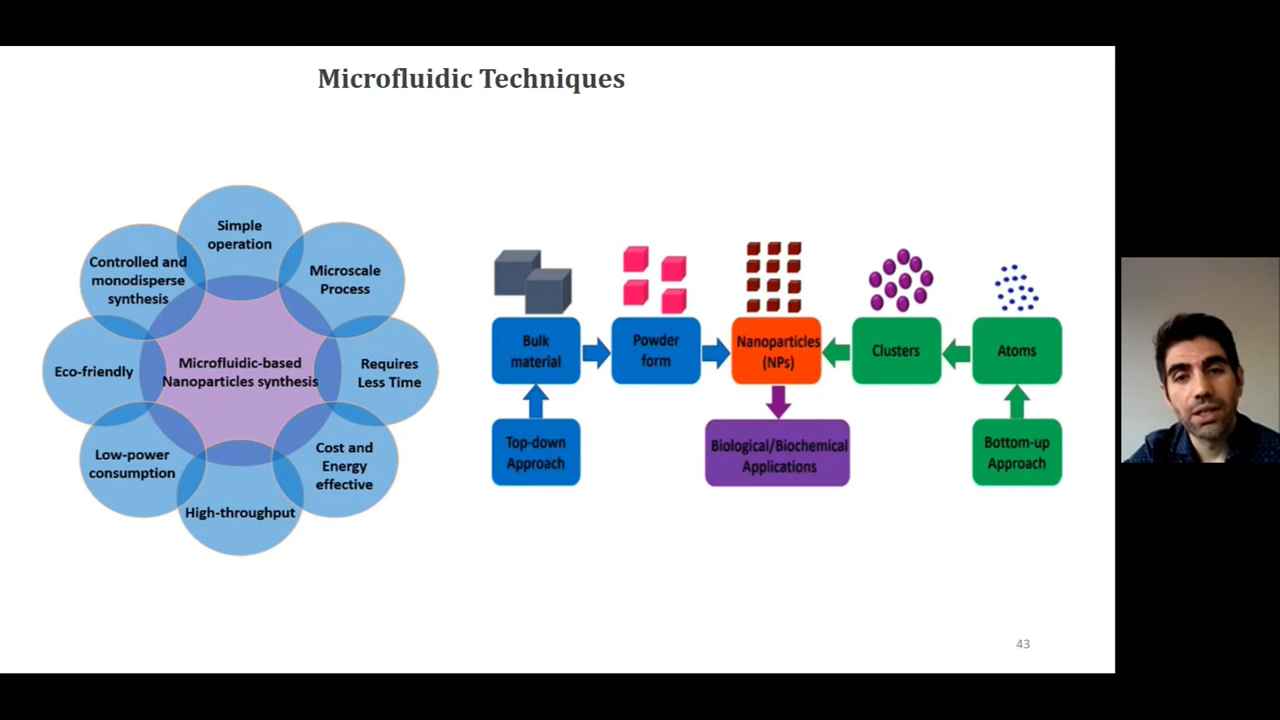 Microfluidic Techniques
Simple
operation
Microscale
Process
Requires
Less Time
Cost and
Energy
effective
High-throughput
Low-power
consumption
Eco-friendly
Controlled and
monodisperse
synthesis
Microfluidic-based
Nanoparticles synthesis
Bulk
material
Powder
form
Nanoparticles
(NPs)
Clusters
Atoms
Top-down
Approach
Biological/Biochemical
Applications
Bottom-up
Approach
43